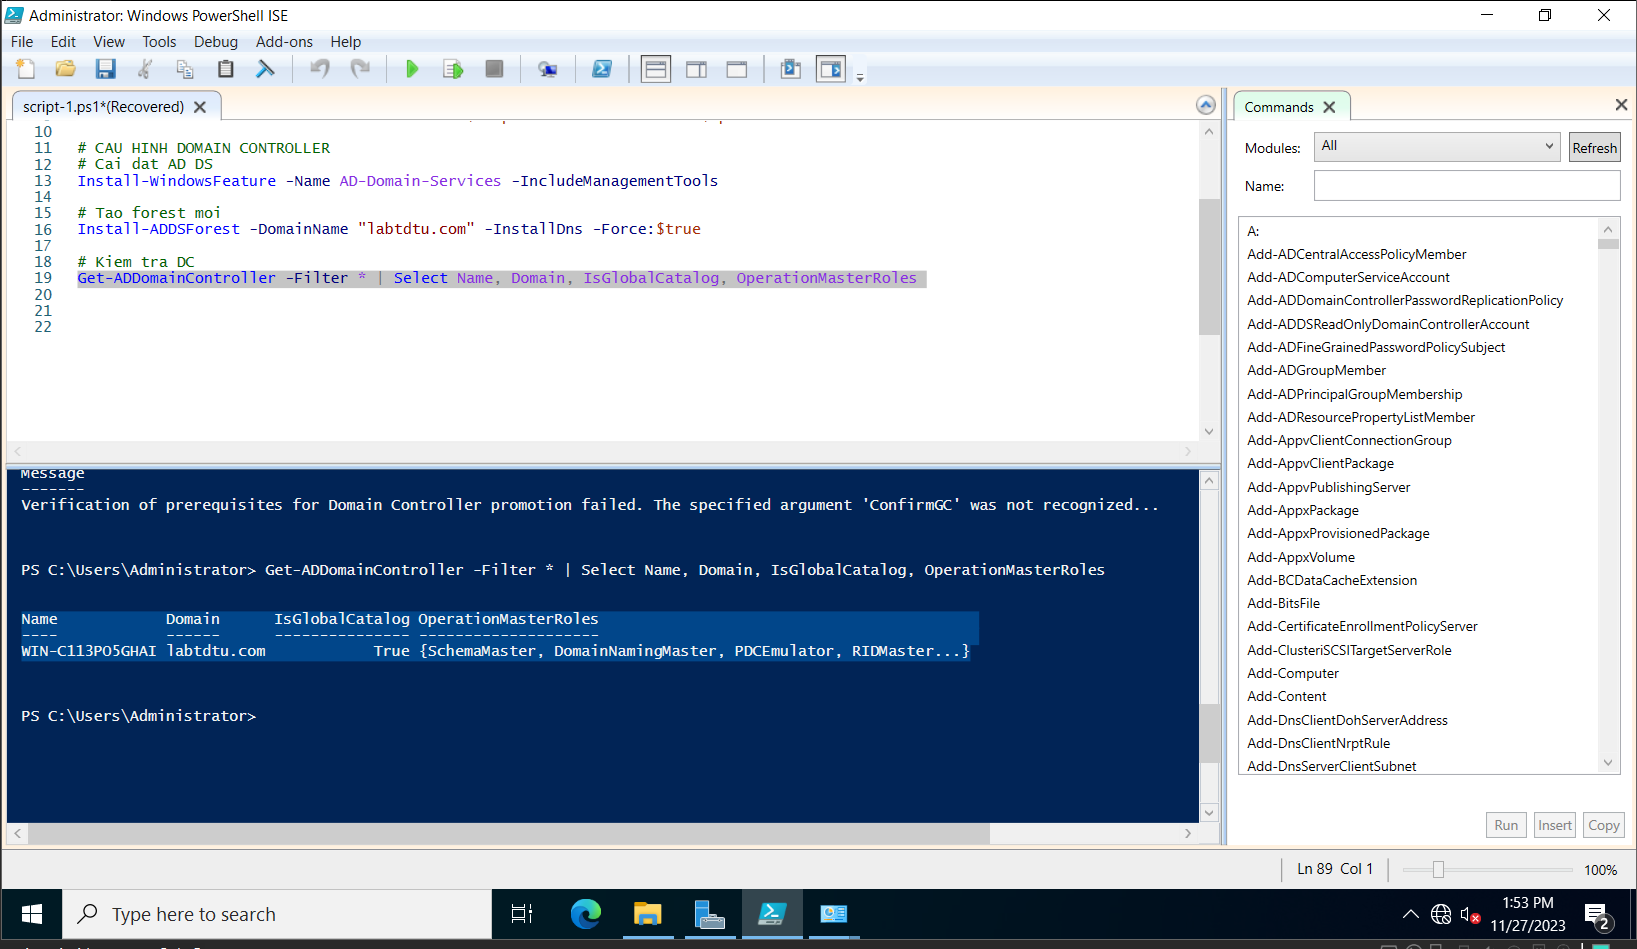 Administrator: Windows PowerShell ISE
File Edit View Tools Debug Add-ons Help
script-1.ps1*(Recovered)
10
11 # CAU HINH DOMAIN CONTROLLER
12 # Cai dat AD DS
13 Install-WindowsFeature -Name AD-Domain-Services -IncludeManagementTools
14
15 # Tao forest moi
16 Install-ADDSForest -DomainName "labtdtu.com" -InstallDns -Force:$true
17
18 # Kiem tra DC
19 Get-ADDomainController -Filter * | Select Name, Domain, IsGlobalCatalog, OperationMasterRoles
20
21
22
Message
-------
Verification of prerequisites for Domain Controller promotion failed. The specified argument 'ConfirmGC' was not recognized...
PS C:\Users\Administrator> Get-ADDomainController -Filter * | Select Name, Domain, IsGlobalCatalog, OperationMasterRoles
Name Domain IsGlobalCatalog OperationMasterRoles
---- ------ --------------- --------------------
WIN-C113PO5GHAI labtdtu.com True {SchemaMaster, DomainNamingMaster, PDCEmulator, RIDMaster...}
PS C:\Users\Administrator>
Commands
Modules: All Refresh
Name:
A:
Add-ADCentralAccessPolicyMember
Add-ADComputerServiceAccount
Add-ADDomainControllerPasswordReplicationPolicy
Add-ADDSReadOnlyDomainControllerAccount
Add-ADFineGrainedPasswordPolicySubject
Add-ADGroupMember
Add-ADPrincipalGroupMembership
Add-ADResourcePropertyListMember
Add-AppvClientConnectionGroup
Add-AppvClientPackage
Add-AppvPublishingServer
Add-AppxPackage
Add-AppxProvisionedPackage
Add-AppxVolume
Add-BCDataCacheExtension
Add-BitsFile
Add-CertificateEnrollmentPolicyServer
Add-ClusteriSCSITargetServerRole
Add-Computer
Add-Content
Add-DnsClientDohServerAddress
Add-DnsClientNrptRule
Add-DnsServerClientSubnet
Run Insert Copy
Ln 89 Col 1 100%
Type here to search
1:53 PM
11/27/2023
2